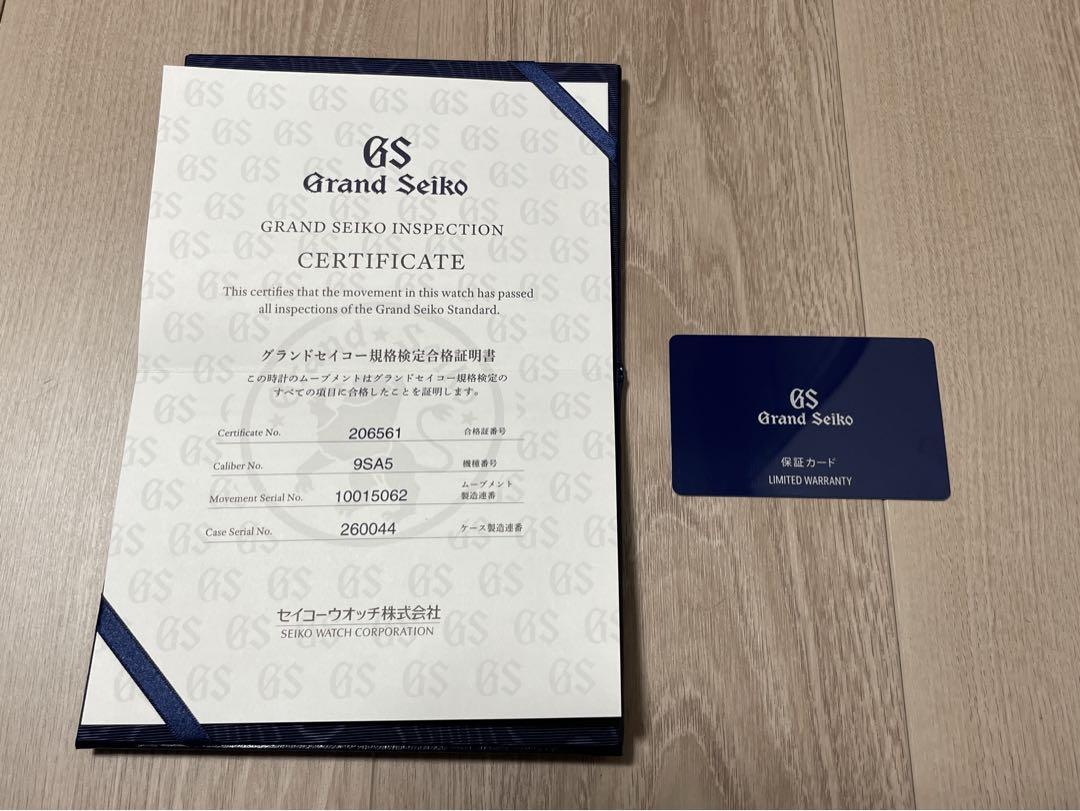 GS
Grand Seiko
GRAND SEIKO INSPECTION
CERTIFICATE
This certifies that the movement in this watch has passed
all inspections of the Grand Seiko Standard.
グランドセイコー規格検定合格証明書
この時計のムーブメントはグランドセイコー規格検定の
すべての項目に合格したことを証明します。
Certificate No. 206561 合格証番号
Caliber No. 9SA5 機種番号
Movement Serial No. 10015062 ムーブメント
製造連番
Case Serial No. 260044 ケース製造連番
セイコーウオッチ株式会社
SEIKO WATCH CORPORATION
GS
Grand Seiko
保証カード
LIMITED WARRANTY